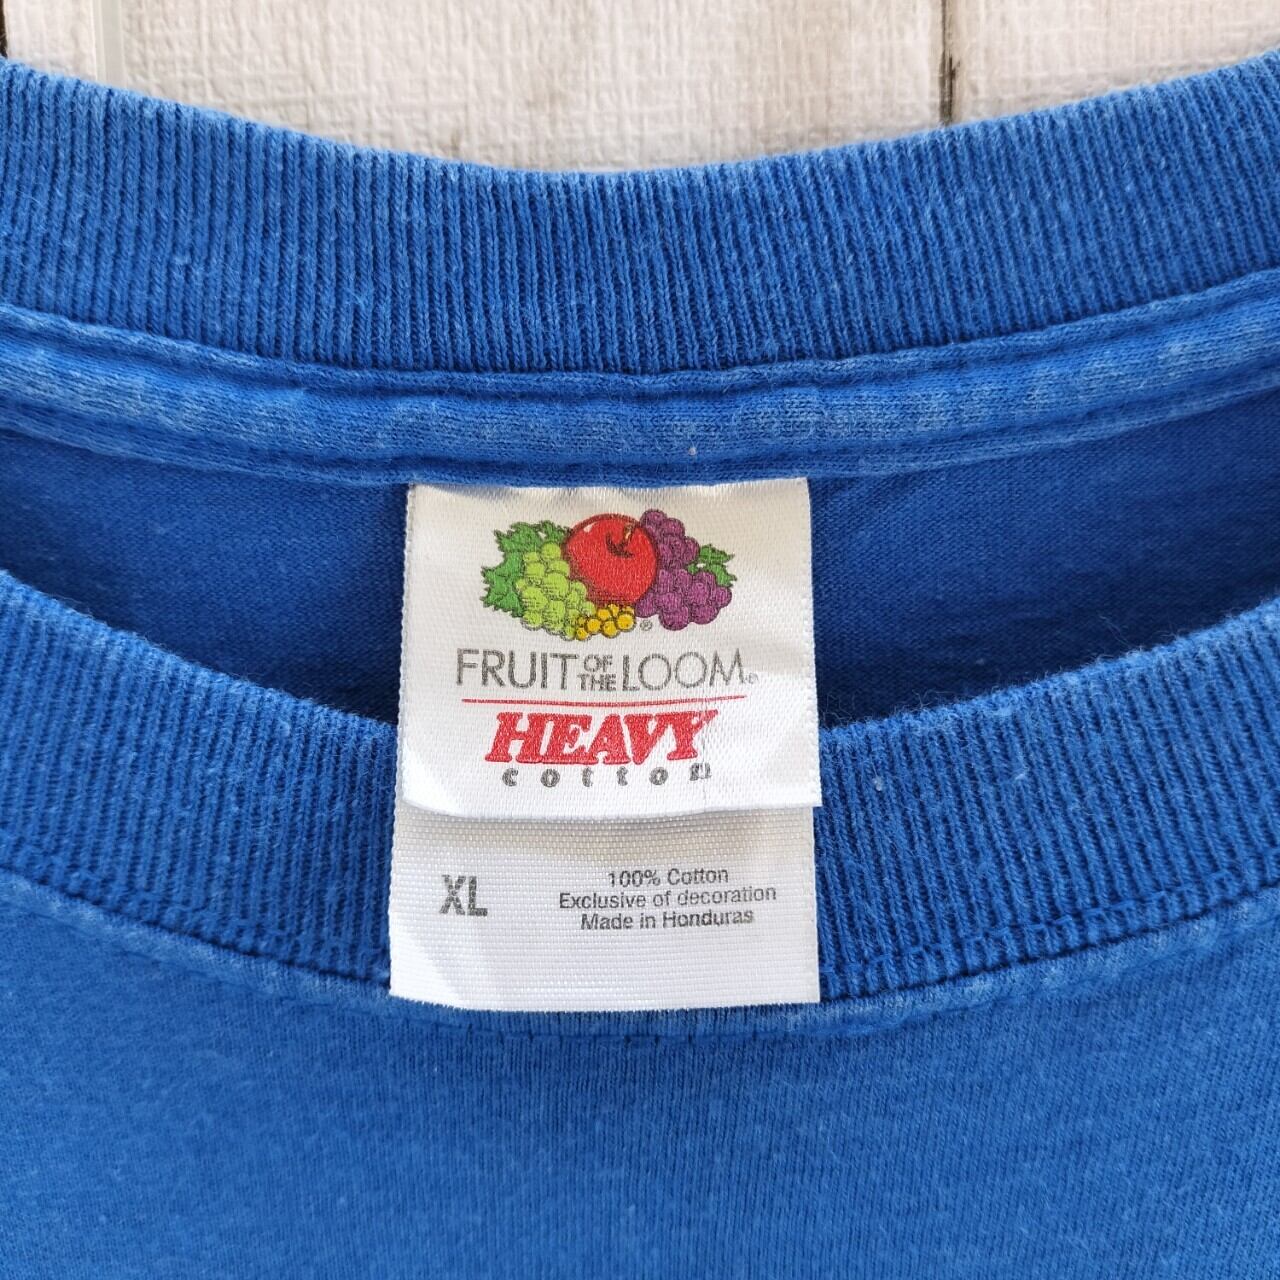 FRUIT OF THE LOOM®
HEAVY
cotton
XL
100% Cotton
Exclusive of decoration
Made in Honduras